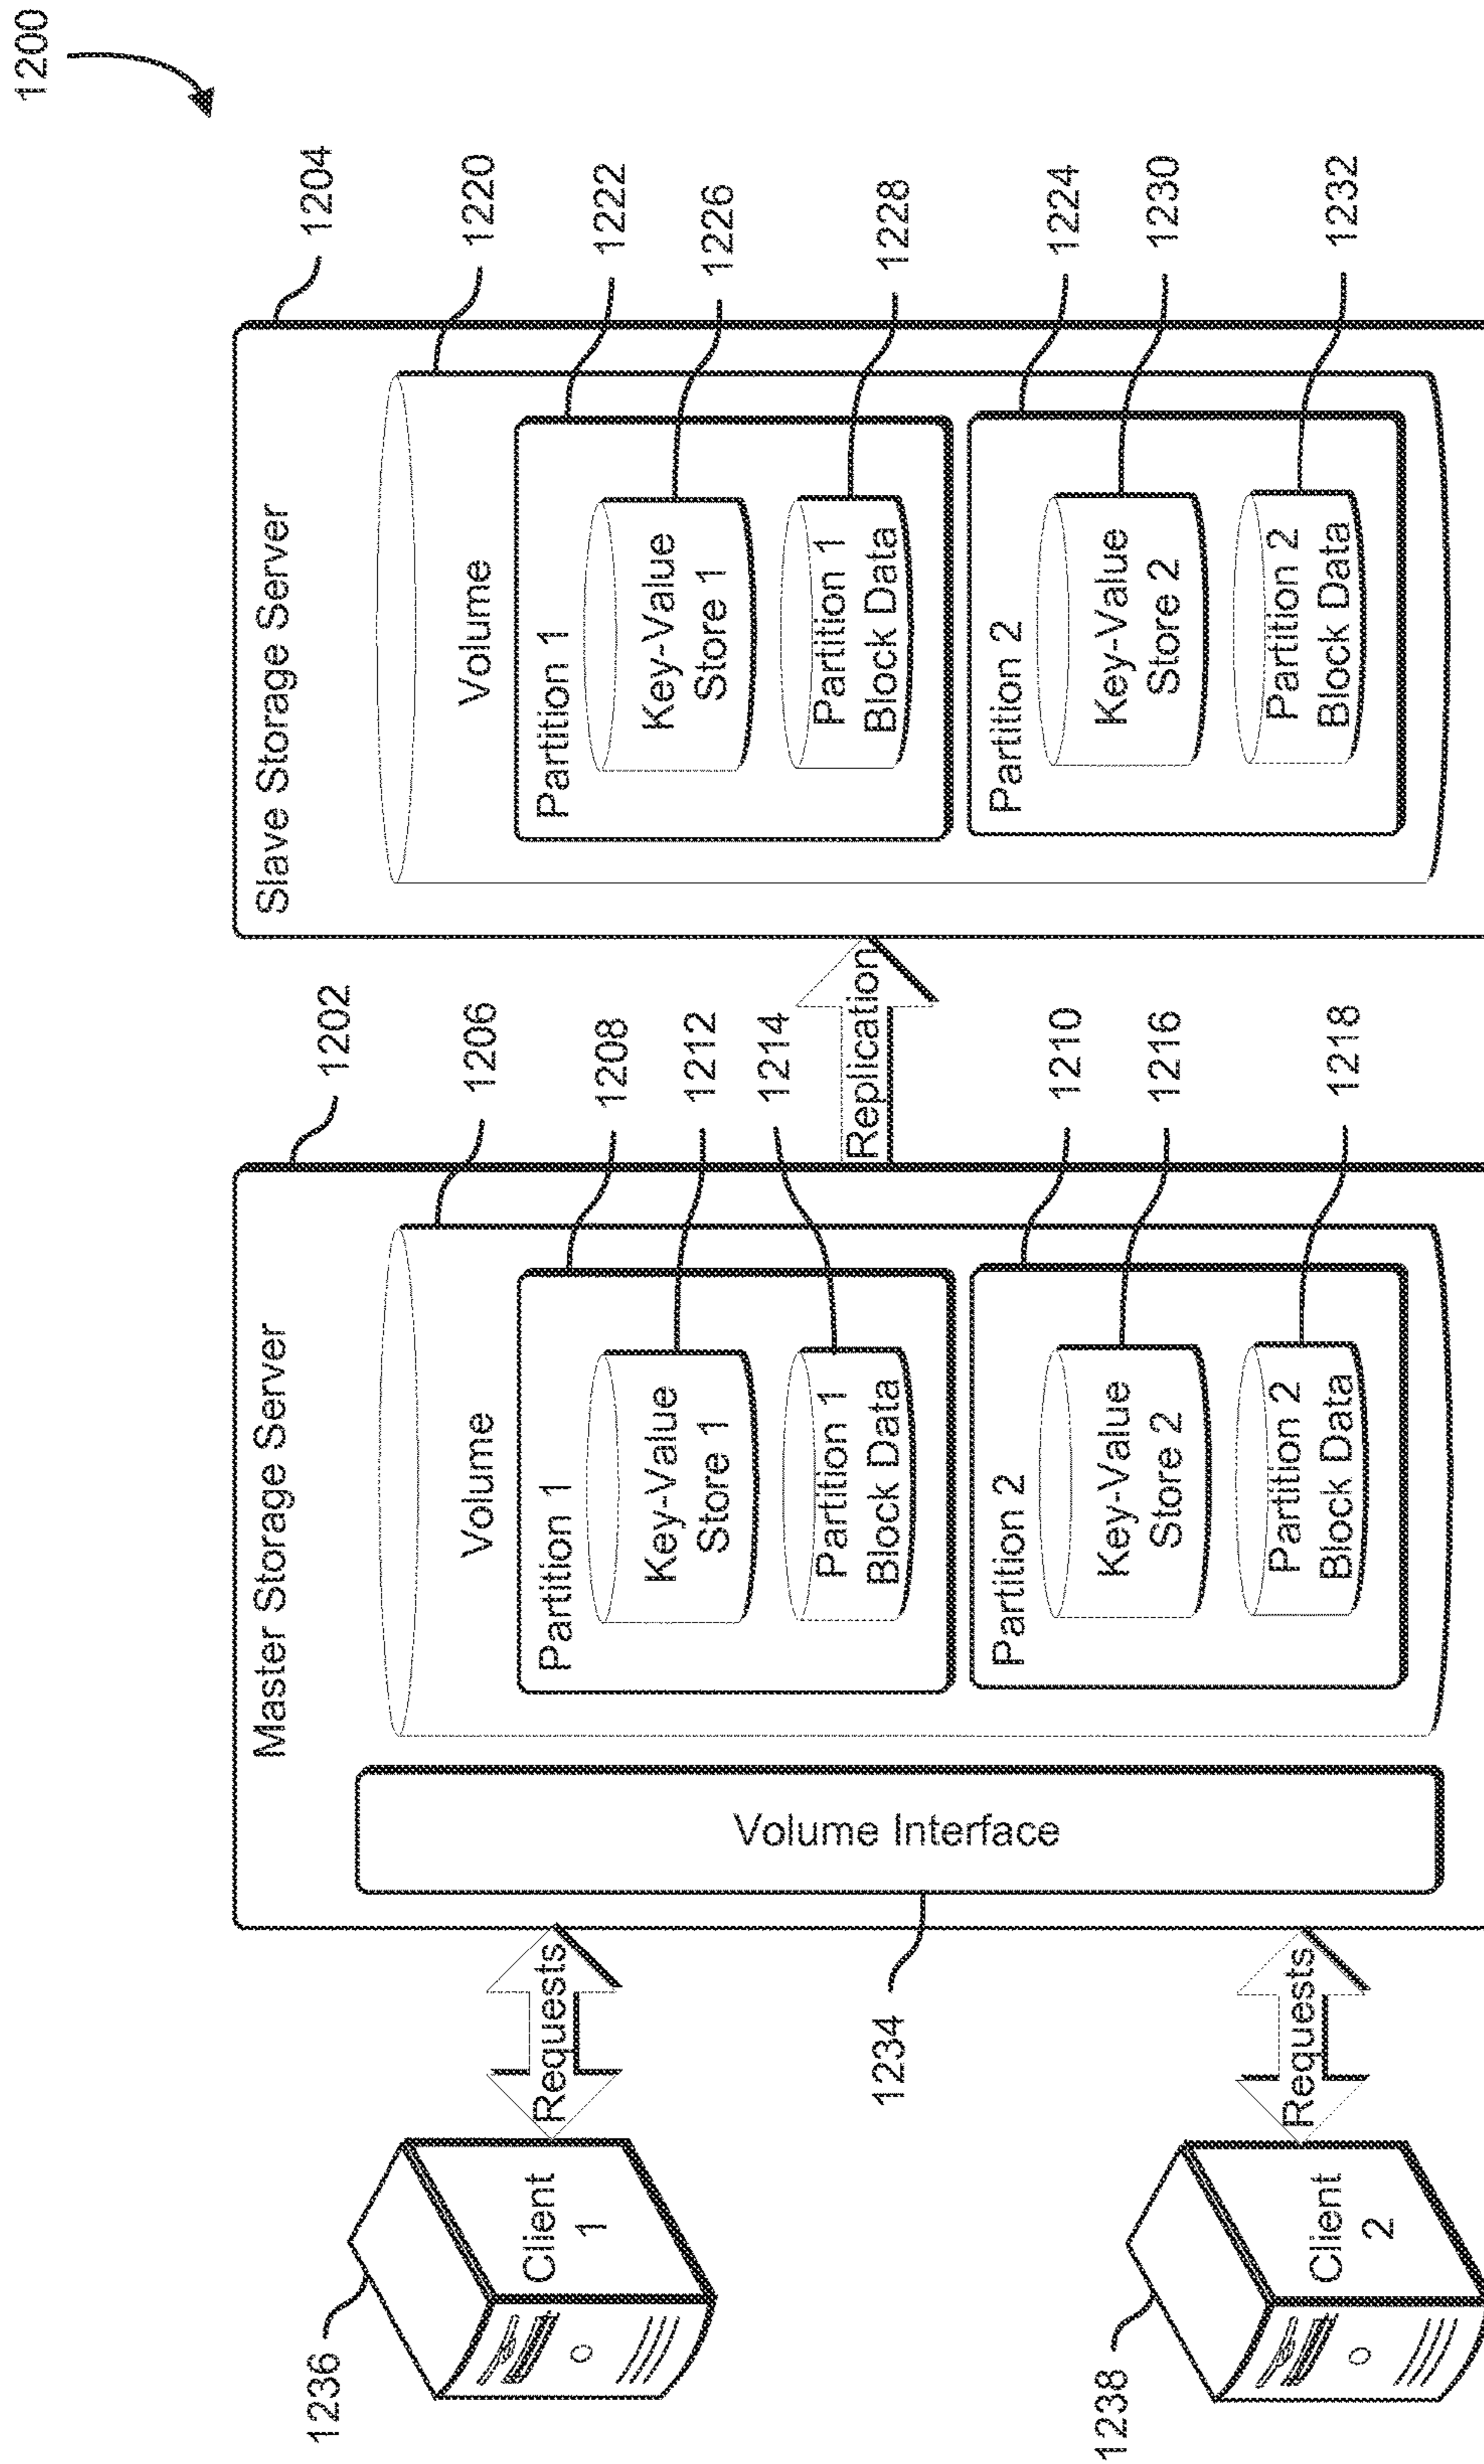 1200
Master Storage Server
1202
Slave Storage Server
1204
Volume
1206
Volume
1220
Partition 1
1208
Key-Value
Store 1
1212
Partition 1
Block Data
1214
Partition 2
1210
Key-Value
Store 2
1216
Partition 2
Block Data
1218
Replication
Partition 1
1222
Key-Value
Store 1
1226
Partition 1
Block Data
1228
Partition 2
1224
Key-Value
Store 2
1230
Partition 2
Block Data
1232
Volume Interface
1234
Requests
Requests
1236
Client
1
1238
Client
2